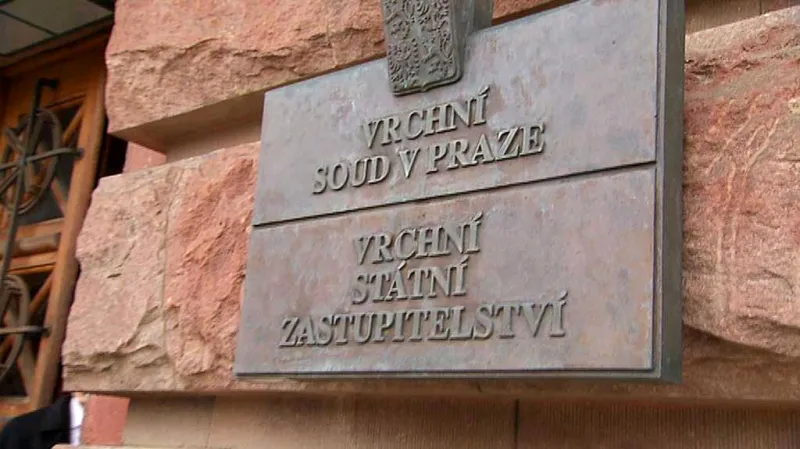 VRCHNÍ
SOUD V PRAZE
VRCHNÍ
STÁTNÍ
ZASTUPITELSTVÍ